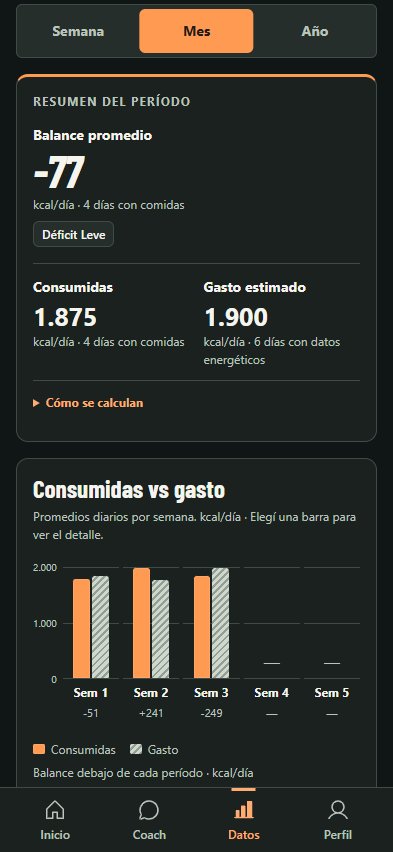 Semana Mes Año
RESUMEN DEL PERÍODO
Balance promedio
-77
kcal/día · 4 días con comidas
Déficit Leve
Consumidas Gasto estimado
1.875 1.900
kcal/día · 4 días con comidas kcal/día · 6 días con datos
energéticos
▶ Cómo se calculan
Consumidas vs gasto
Promedios diarios por semana. kcal/día · Elegí una barra para
ver el detalle.
2.000
1.000
0
Sem 1 Sem 2 Sem 3 Sem 4 Sem 5
-51 +241 -249 — —
Consumidas Gasto
Balance debajo de cada período · kcal/día
Inicio Coach Datos Perfil